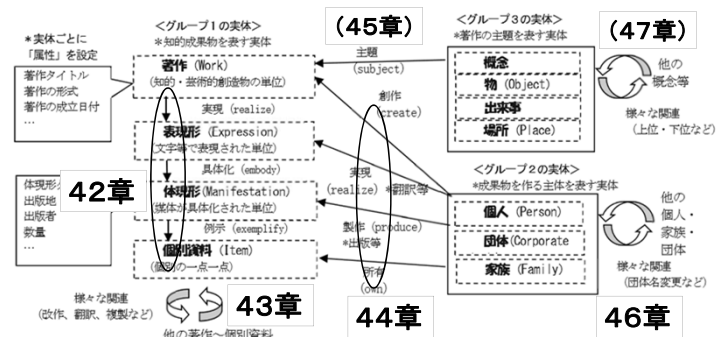 ＜グループ１の実体＞
＊知的成果物を表す実体
＊実体ごとに
「属性」を設定
著作タイトル
著作の形式
著作の成立日付
…
著作 (Work)
(知的・芸術的創造物の単位)
実現 (realize)
表現形 (Expression)
(文字等で表現された単位)
具体化 (embody)
体現形
出版地
出版者
数量
…
42章
体現形(Manifestation)
(媒体が具体化された単位)
例示 (exemplify)
個別資料 (Item)
(個別の一点一点)
様々な関連
(改作、翻訳、複製など)
43章
他の著作～個別資料
（45章）
主題
(subject)
創作
(create)
実現
(realize) *翻訳等
製作 (produce)
*出版等
所有
(own)
44章
＜グループ３の実体＞
＊著作の主題を表す実体
概念
物 (Object)
出来事
場所 (Place)
（47章）
他の
概念等
様々な関連
(上位・下位など)
＜グループ２の実体＞
*成果物を作る主体を表す実体
個人 (Person)
団体(Corporate
家族 (Family)
他の
個人・
家族・
団体
様々な関連
(団体名変更など)
46章